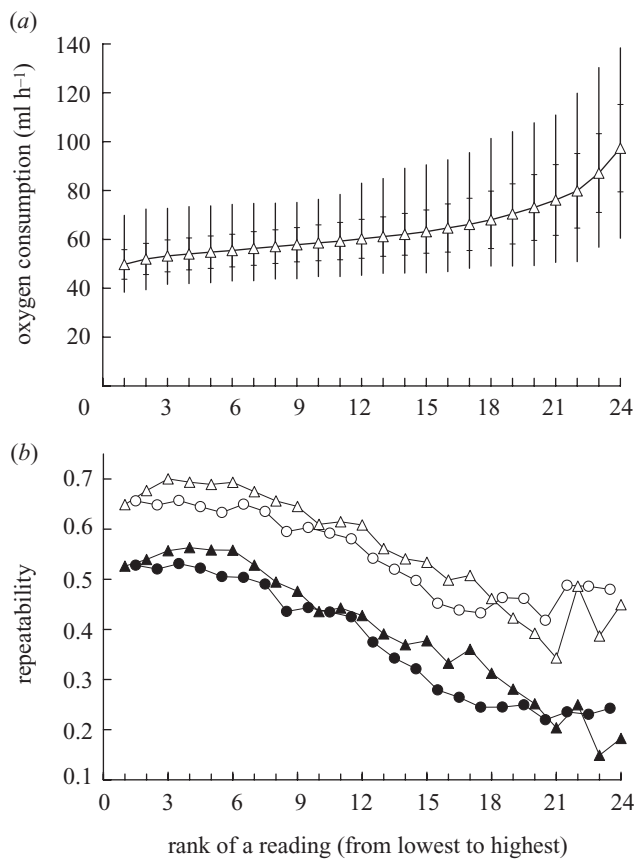 (a)
140
120
100
80
60
40
20
oxygen consumption (ml h⁻¹)
0 3 6 9 12 15 18 21 24
(b)
0.7
0.6
0.5
0.4
0.3
0.2
0.1
repeatability
0 3 6 9 12 15 18 21 24
rank of a reading (from lowest to highest)